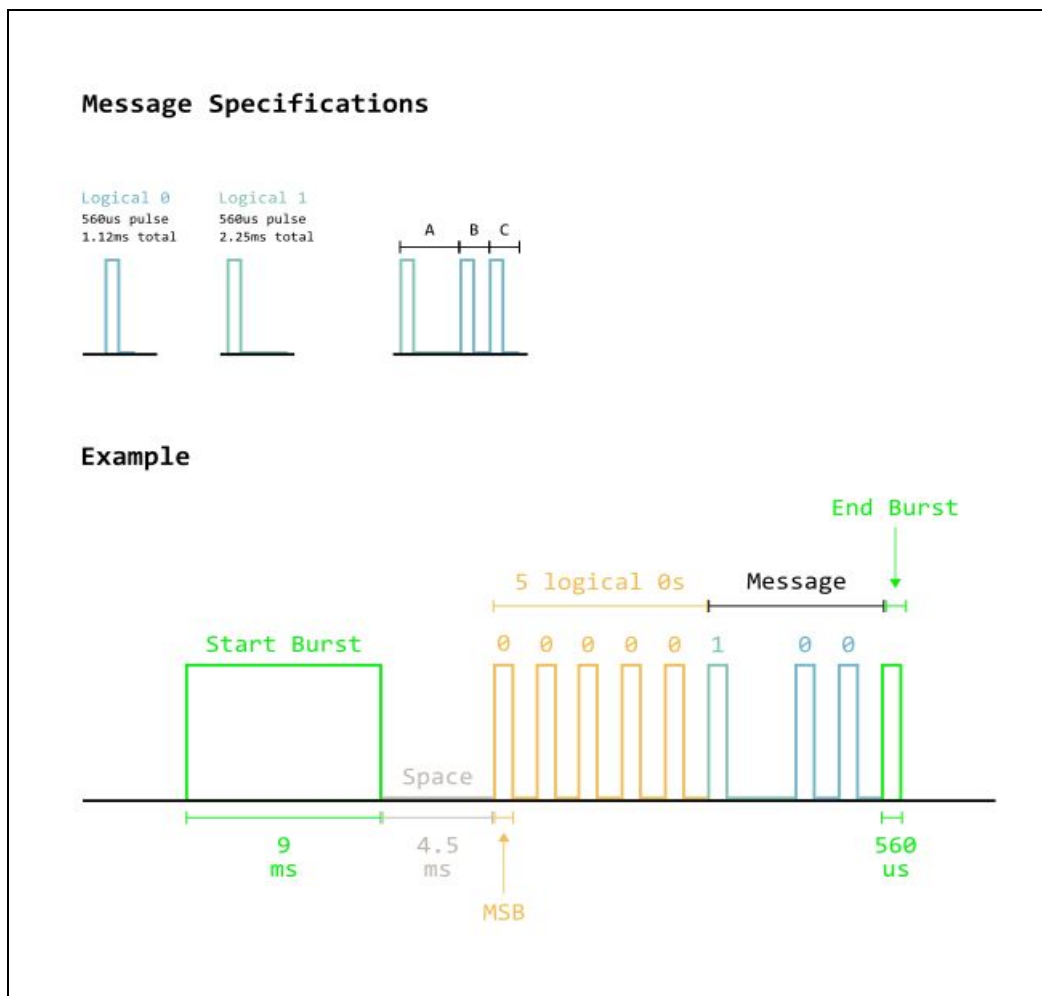 Message Specifications
Logical 0
560us pulse
1.12ms total
Logical 1
560us pulse
2.25ms total
A B C
Example
End Burst
5 logical 0s
Message
Start Burst
0 0 0 0 0 1 0 0
Space
9
ms
4.5
ms
560
us
MSB